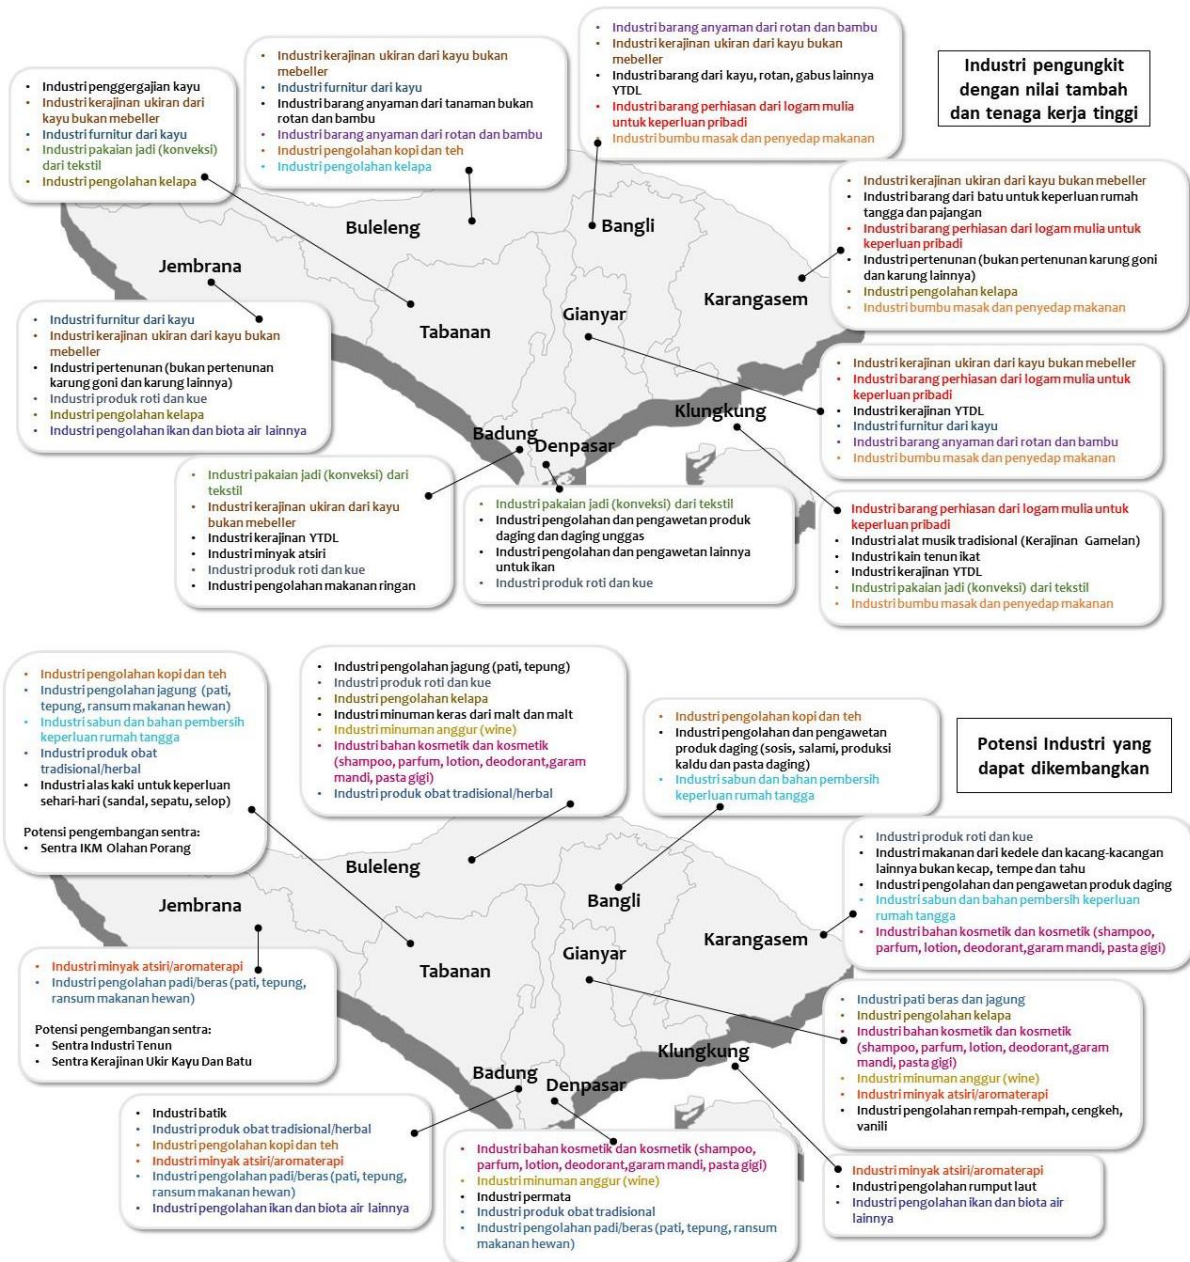 Industri pengungkit
dengan nilai tambah
dan tenaga kerja tinggi
• Industri penggergajian kayu
• Industri kerajinan ukiran dari
kayu bukan mebeller
• Industri furnitur dari kayu
• Industri pakaian jadi (konveksi)
dari tekstil
• Industri pengolahan kelapa
• Industri kerajinan ukiran dari kayu bukan
mebeller
• Industri furnitur dari kayu
• Industri barang anyaman dari tanaman bukan
rotan dan bambu
• Industri barang anyaman dari rotan dan bambu
• Industri pengolahan kopi dan teh
• Industri pengolahan kelapa
• Industri barang anyaman dari rotan dan bambu
• Industri kerajinan ukiran dari kayu bukan
mebeller
• Industri barang dari kayu, rotan, gabus lainnya
YTDL
• Industri barang perhiasan dari logam mulia
untuk keperluan pribadi
• Industri bumbu masak dan penyedap makanan
• Industri kerajinan ukiran dari kayu bukan mebeller
• Industri barang dari batu untuk keperluan rumah
tangga dan pajangan
• Industri barang perhiasan dari logam mulia untuk
keperluan pribadi
• Industri pertenunan (bukan pertenunan karung goni
dan karung lainnya)
• Industri pengolahan kelapa
• Industri bumbu masak dan penyedap makanan
Buleleng
Bangli
Jembrana
Karangasem
Tabanan
Gianyar
Klungkung
Badung
Denpasar
• Industri furnitur dari kayu
• Industri kerajinan ukiran dari kayu bukan
mebeller
• Industri pertenunan (bukan pertenunan
karung goni dan karung lainnya)
• Industri produk roti dan kue
• Industri pengolahan kelapa
• Industri pengolahan ikan dan biota air lainnya
• Industri kerajinan ukiran dari kayu bukan mebeller
• Industri barang perhiasan dari logam mulia untuk
keperluan pribadi
• Industri kerajinan YTDL
• Industri furnitur dari kayu
• Industri barang anyaman dari rotan dan bambu
• Industri bumbu masak dan penyedap makanan
• Industri pakaian jadi (konveksi) dari
tekstil
• Industri kerajinan ukiran dari kayu
bukan mebeller
• Industri kerajinan YTDL
• Industri minyak atsiri
• Industri produk roti dan kue
• Industri pengolahan makanan ringan
• Industri pakaian jadi (konveksi) dari tekstil
• Industri pengolahan dan pengawetan produk
daging dan daging unggas
• Industri pengolahan dan pengawetan lainnya
untuk ikan
• Industri produk roti dan kue
• Industri barang perhiasan dari logam mulia untuk
keperluan pribadi
• Industri alat musik tradisional (Kerajinan Gamelan)
• Industri kain tenun ikat
• Industri kerajinan YTDL
• Industri pakaian jadi (konveksi) dari tekstil
• Industri bumbu masak dan penyedap makanan
Potensi Industri yang
dapat dikembangkan
• Industri pengolahan kopi dan teh
• Industri pengolahan jagung (pati,
tepung, ransum makanan hewan)
• Industri sabun dan bahan pembersih
keperluan rumah tangga
• Industri produk obat
tradisional/herbal
• Industri alas kaki untuk keperluan
sehari-hari (sandal, sepatu, selop)
Potensi pengembangan sentra:
• Sentra IKM Olahan Porang
• Industri pengolahan jagung (pati, tepung)
• Industri produk roti dan kue
• Industri pengolahan kelapa
• Industri minuman keras dari malt dan malt
• Industri minuman anggur (wine)
• Industri bahan kosmetik dan kosmetik
(shampoo, parfum, lotion, deodorant,garam
mandi, pasta gigi)
• Industri produk obat tradisional/herbal
• Industri pengolahan kopi dan teh
• Industri pengolahan dan pengawetan
produk daging (sosis, salami, produksi
kaldu dan pasta daging)
• Industri sabun dan bahan pembersih
keperluan rumah tangga
• Industri produk roti dan kue
• Industri makanan dari kedele dan kacang-kacangan
lainnya bukan kecap, tempe dan tahu
• Industri pengolahan dan pengawetan produk daging
• Industri sabun dan bahan pembersih keperluan
rumah tangga
• Industri bahan kosmetik dan kosmetik (shampoo,
parfum, lotion, deodorant,garam mandi, pasta gigi)
Buleleng
Bangli
Jembrana
Karangasem
Tabanan
Gianyar
Klungkung
Badung
Denpasar
• Industri minyak atsiri/aromaterapi
• Industri pengolahan padi/beras (pati, tepung,
ransum makanan hewan)
Potensi pengembangan sentra:
• Sentra Industri Tenun
• Sentra Kerajinan Ukir Kayu Dan Batu
• Industri pati beras dan jagung
• Industri pengolahan kelapa
• Industri bahan kosmetik dan kosmetik
(shampoo, parfum, lotion, deodorant,garam
mandi, pasta gigi)
• Industri minuman anggur (wine)
• Industri minyak atsiri/aromaterapi
• Industri pengolahan rempah-rempah, cengkeh,
vanili
• Industri batik
• Industri produk obat tradisional/herbal
• Industri pengolahan kopi dan teh
• Industri minyak atsiri/aromaterapi
• Industri pengolahan padi/beras (pati, tepung,
ransum makanan hewan)
• Industri pengolahan ikan dan biota air lainnya
• Industri bahan kosmetik dan kosmetik (shampoo,
parfum, lotion, deodorant,garam mandi, pasta gigi)
• Industri minuman anggur (wine)
• Industri permata
• Industri produk obat tradisional
• Industri pengolahan padi/beras (pati, tepung, ransum
makanan hewan)
• Industri minyak atsiri/aromaterapi
• Industri pengolahan rumput laut
• Industri pengolahan ikan dan biota air
lainnya